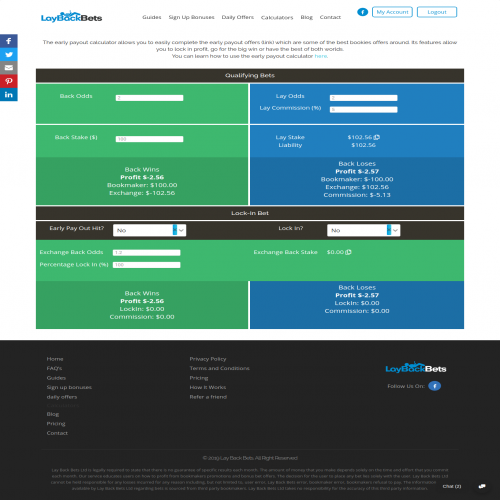 LayBackBets
Guides Sign Up Bonuses Daily Offers Calculators Blog Contact
My Account Logout
The early payout calculator allows you to easily complete the early payout offers (link) which are some of the best bookies offers around. Its features allow
you to lock in profit, go for the big win or have the best of both worlds.
You can learn how to use the early payout calculator here.
Qualifying Bets
Back Odds
Lay Odds
Lay Commission (%)
Back Stake ($) 100
Lay Stake $102.56
Liability $102.56
Back Wins
Profit $-2.56
Bookmaker: $100.00
Exchange: $-102.56
Back Loses
Profit $-2.57
Bookmaker: $-100.00
Exchange: $102.56
Commission: $-5.13
Lock-In Bet
Early Pay Out Hit? No
Lock In? No
Exchange Back Odds
Exchange Back Stake $0.00
Percentage Lock In (%) 100
Back Wins
Profit $-2.56
LockIn: $0.00
Commission: $0.00
Back Loses
Profit $-2.57
LockIn: $0.00
Commission: $0.00
Home
FAQ's
Guides
Sign up bonuses
daily offers
Blog
Pricing
Contact
Privacy Policy
Terms and Conditions
Pricing
How It Works
Refer a friend
LayBackBets
Follow Us On:
© 2019 Lay Back Bets. All Right Reserved
Chat (2)